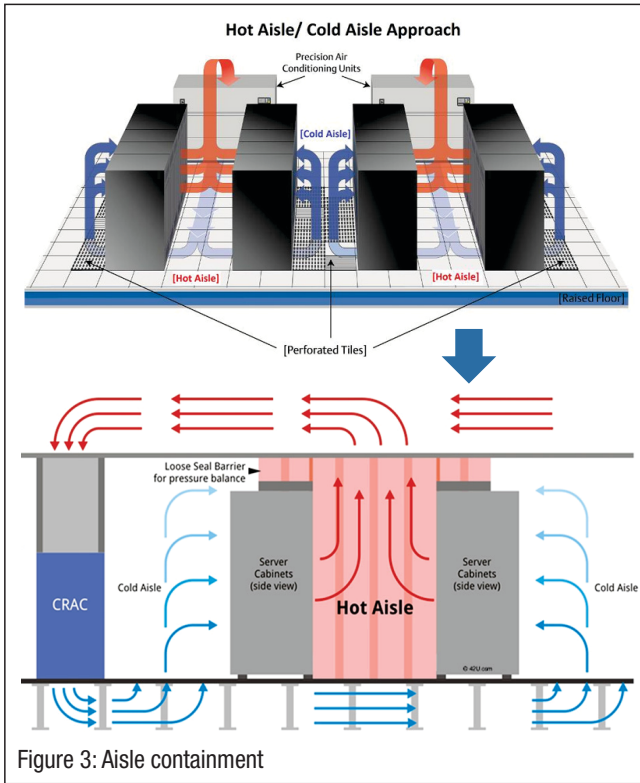 Hot Aisle/ Cold Aisle Approach
Precision Air
Conditioning Units
[Cold Aisle]
[Hot Aisle]
[Hot Aisle]
[Raised Floor]
[Perforated Tiles]
Loose Seal Barrier
for pressure balance
Server
Cabinets
(side view)
Server
Cabinets
(side view)
Cold Aisle
Cold Aisle
CRAC
Hot Aisle
© 42U.com
Figure 3: Aisle containment